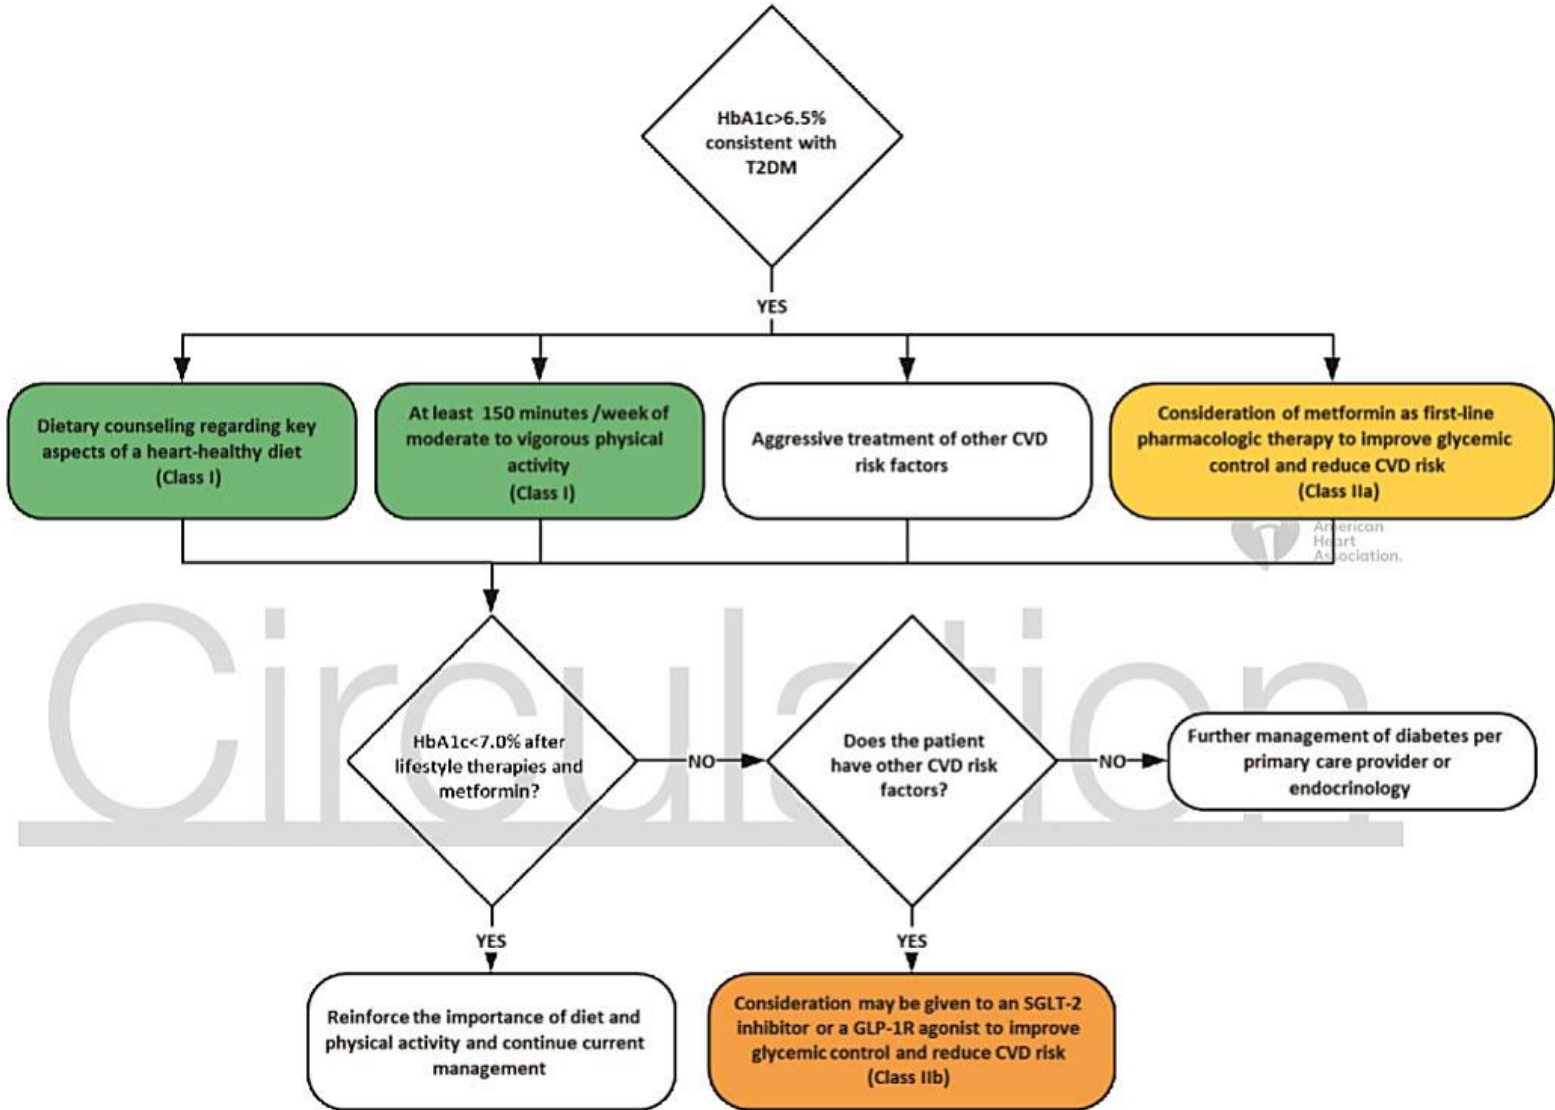 HbA1c>6.5%
consistent with
T2DM
YES
Dietary counseling regarding key
aspects of a heart-healthy diet
(Class I)
At least 150 minutes /week of
moderate to vigorous physical
activity
(Class I)
Aggressive treatment of other CVD
risk factors
Consideration of metformin as first-line
pharmacologic therapy to improve glycemic
control and reduce CVD risk
(Class IIa)
American
Heart
Association.
Circulation
HbA1c<7.0% after
lifestyle therapies and
metformin?
NO
Does the patient
have other CVD risk
factors?
NO
Further management of diabetes per
primary care provider or
endocrinology
YES
YES
Reinforce the importance of diet and
physical activity and continue current
management
Consideration may be given to an SGLT-2
inhibitor or a GLP-1R agonist to improve
glycemic control and reduce CVD risk
(Class IIb)